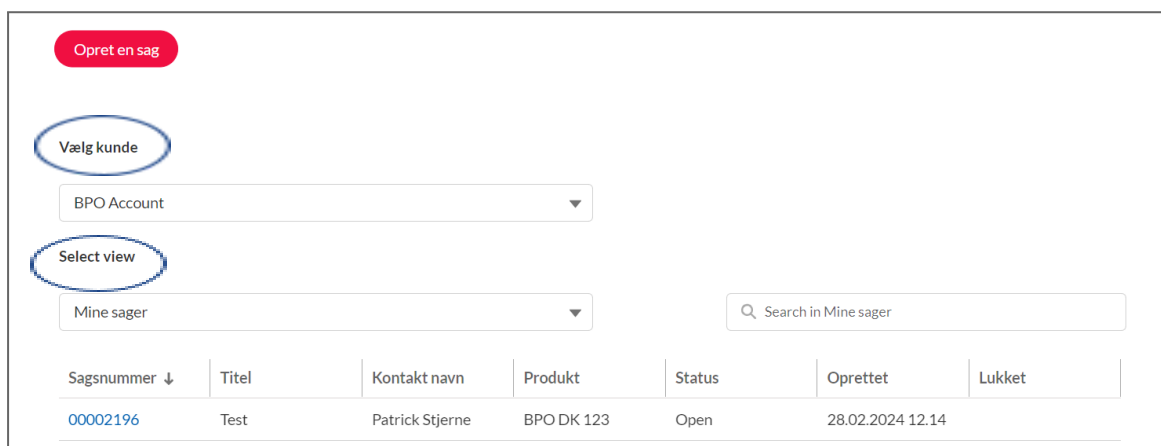 Opret en sag
Vælg kunde
BPO Account
Select view
Mine sager
Search in Mine sager
Sagsnummer ↓ Titel Kontakt navn Produkt Status Oprettet Lukket
00002196 Test Patrick Stjerne BPO DK 123 Open 28.02.2024 12.14